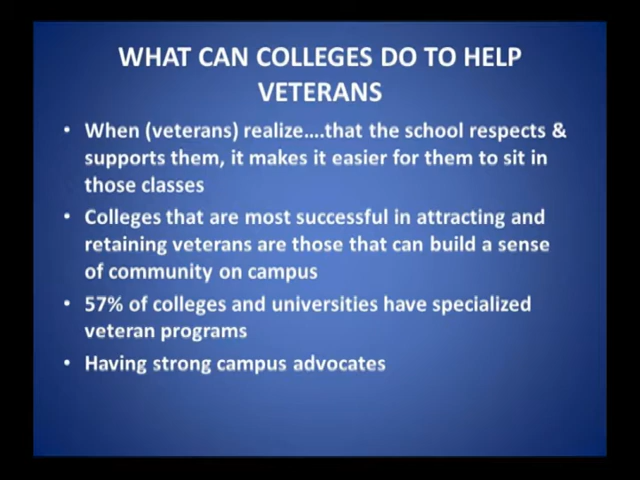 WHAT CAN COLLEGES DO TO HELP
VETERANS
• When (veterans) realize....that the school respects &
supports them, it makes it easier for them to sit in
those classes
• Colleges that are most successful in attracting and
retaining veterans are those that can build a sense
of community on campus
• 57% of colleges and universities have specialized
veteran programs
• Having strong campus advocates